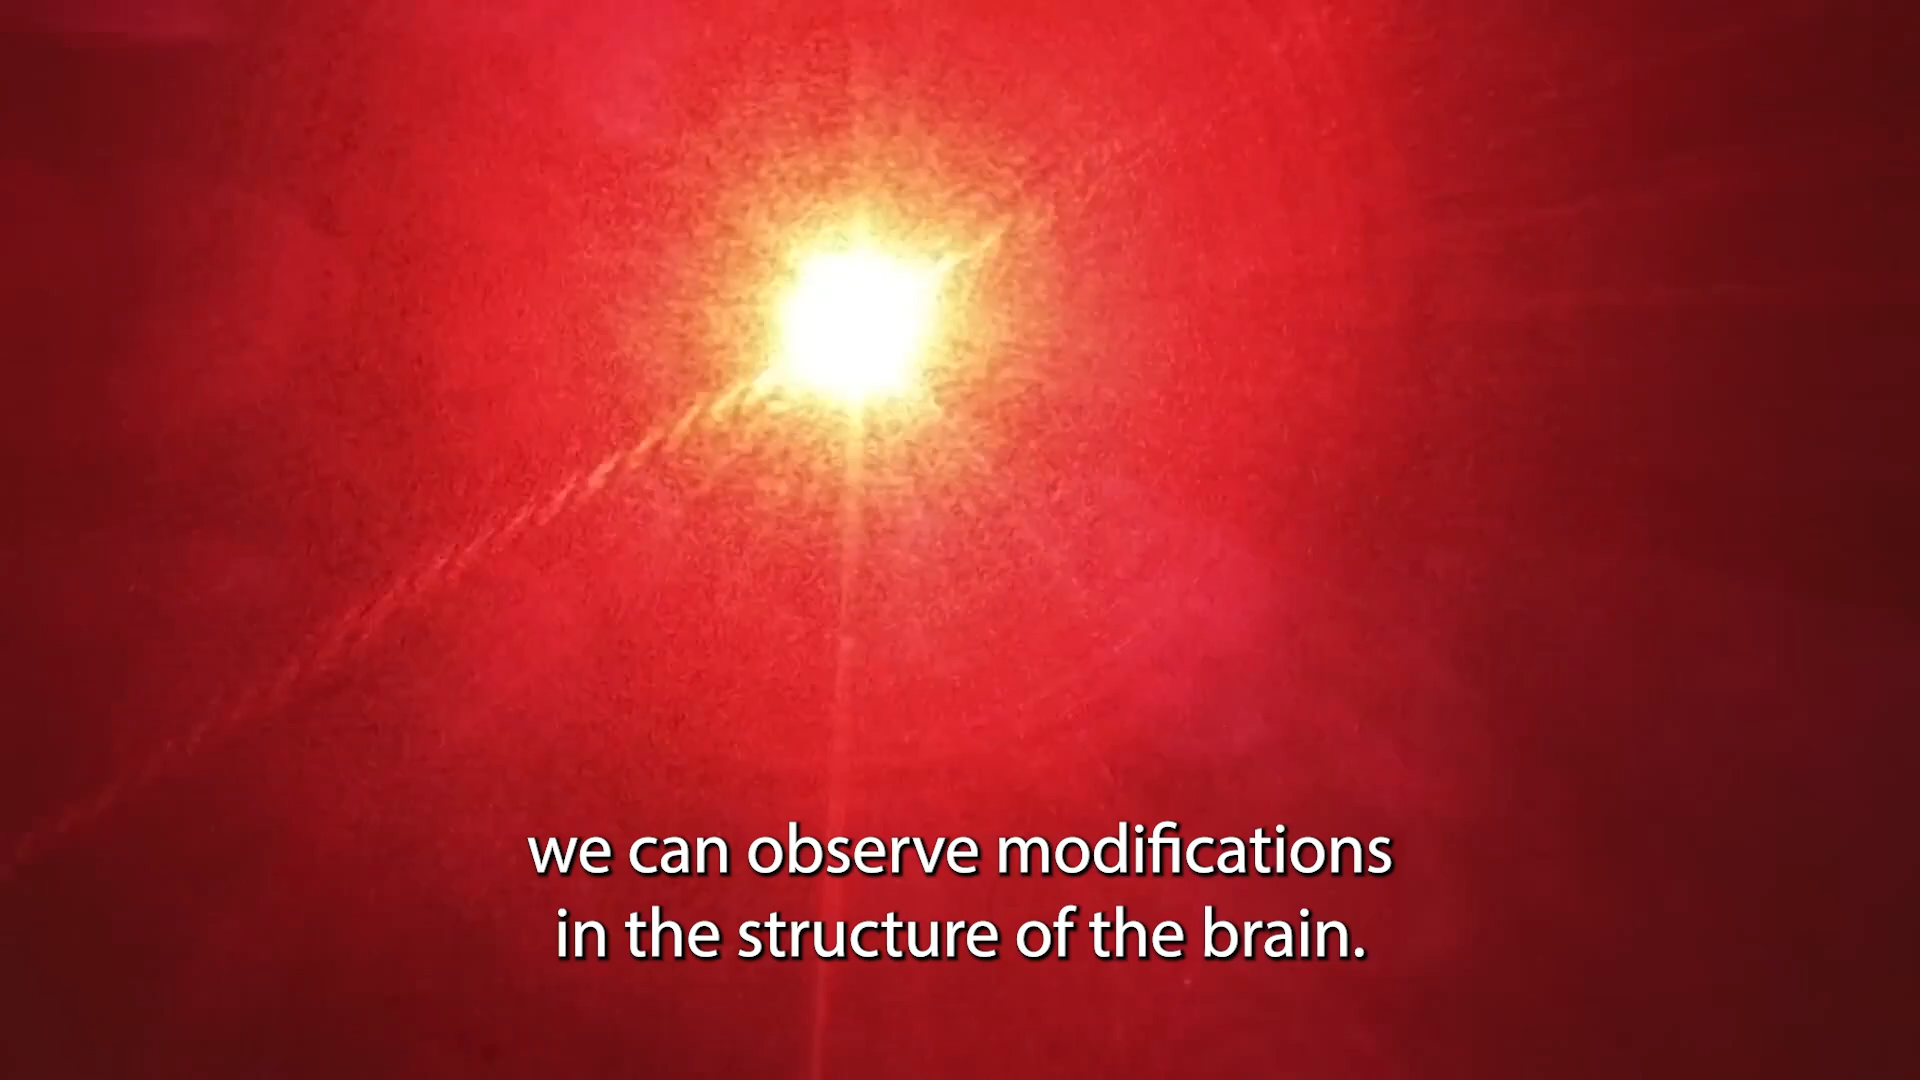 we can observe modifications
in the structure of the brain.